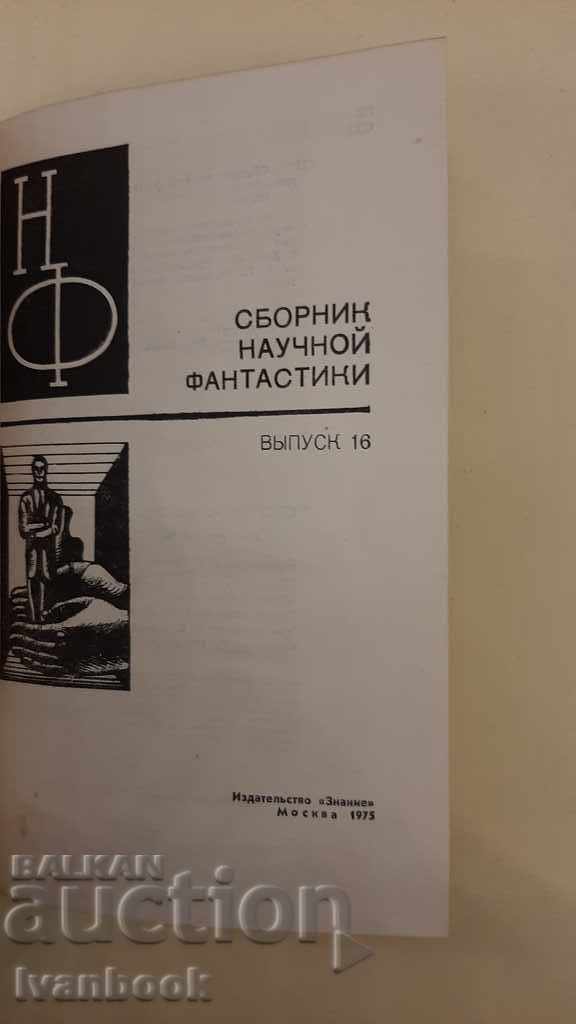 Н
Ф
СБОРНИК
НАУЧНОЙ
ФАНТАСТИКИ
ВЫПУСК 16
Издательство «Знание»
Москва 1975
BALKAN
auction
Ivanbook